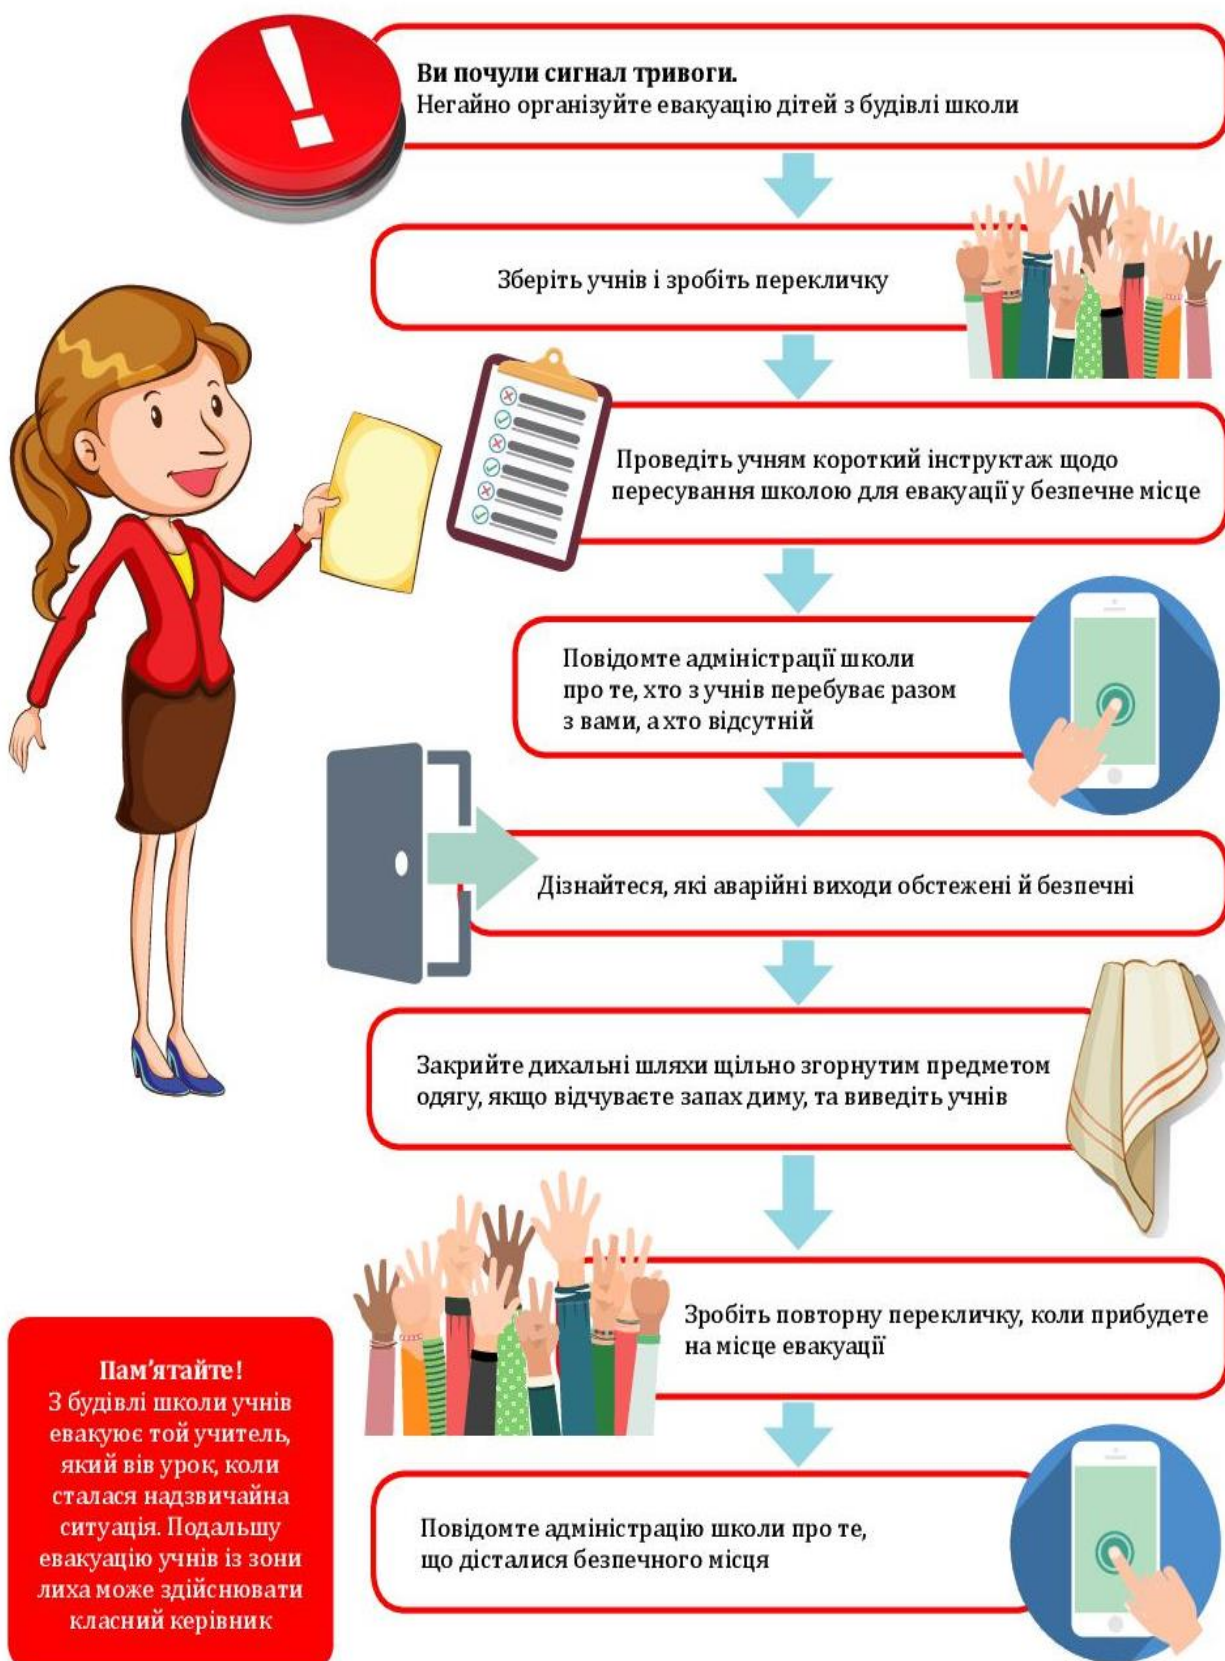 Ви почули сигнал тривоги.
Негайно організуйте евакуацію дітей з будівлі школи
Зберіть учнів і зробіть перекличку
Проведіть учням короткий інструктаж щодо
пересування школою для евакуації у безпечне місце
Повідомте адміністрації школи
про те, хто з учнів перебуває разом
з вами, а хто відсутній
Дізнайтеся, які аварійні виходи обстежені й безпечні
Закрийте дихальні шляхи щільно згорнутим предметом
одягу, якщо відчуваєте запах диму, та виведіть учнів
Зробіть повторну перекличку, коли прибудете
на місце евакуації
Повідомте адміністрацію школи про те,
що дісталися безпечного місця
Пам’ятайте!
З будівлі школи учнів
евакуює той учитель,
який вів урок, коли
сталася надзвичайна
ситуація. Подальшу
евакуацію учнів із зони
лиха може здійснювати
класний керівник